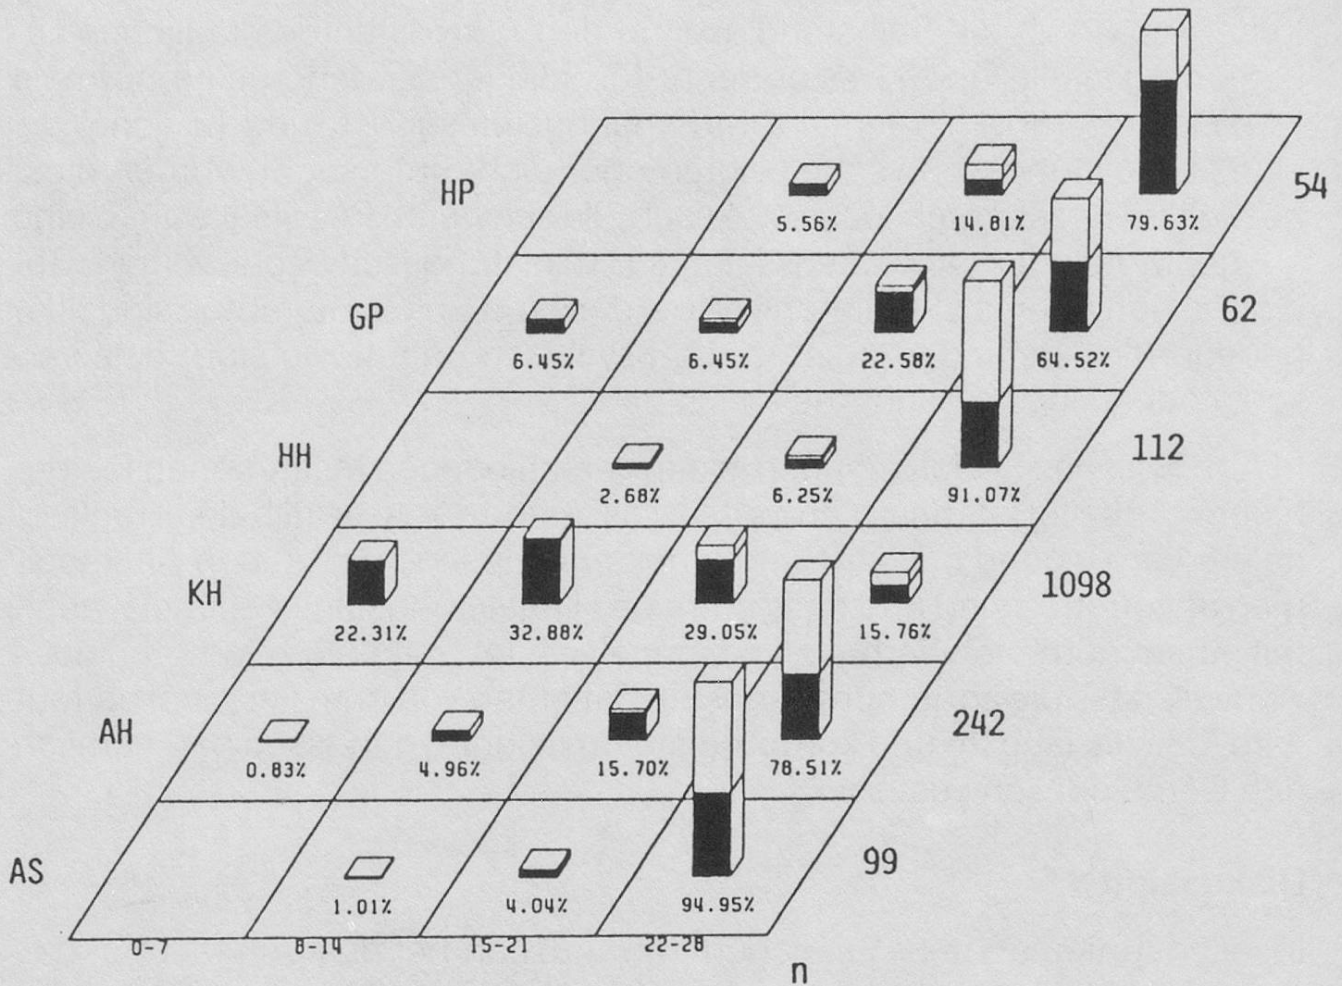 HP 54
5.56% 14.81% 79.63%
GP 62
6.45% 6.45% 22.58% 64.52%
HH 112
2.68% 6.25% 91.07%
KH 1098
22.31% 32.88% 29.05% 15.76%
AH 242
0.83% 4.96% 15.70% 78.51%
AS 99
1.01% 4.04% 94.95%
0-7 8-14 15-21 22-28
n